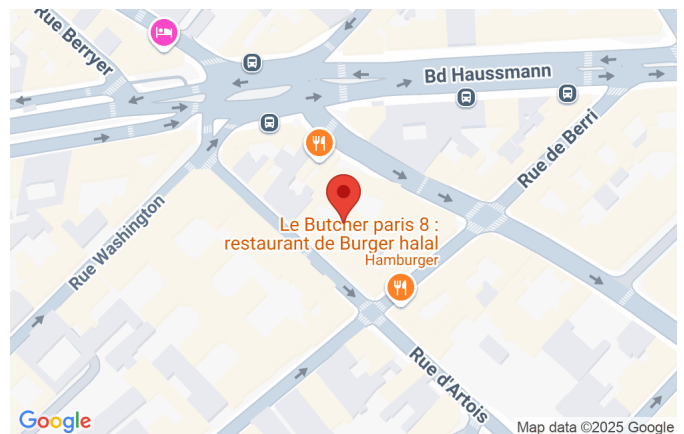 Rue Berryer
Bd Haussmann
Rue de Berri
Rue Washington
Le Butcher paris 8 :
restaurant de Burger halal
Hamburger
Rue d'Artois
Google
Map data ©2025 Google